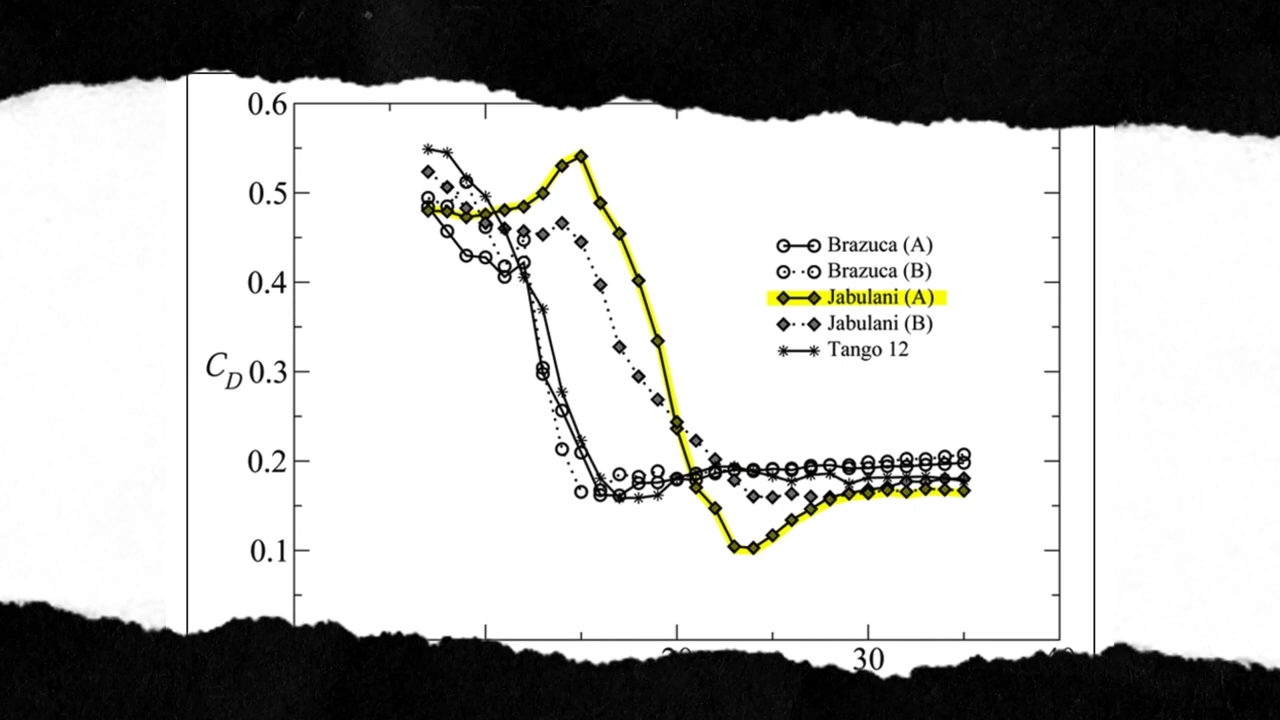 0.6
0.5
0.4
C_D 0.3
0.2
0.1
Brazuca (A)
Brazuca (B)
Jabulani (A)
Jabulani (B)
Tango 12
30